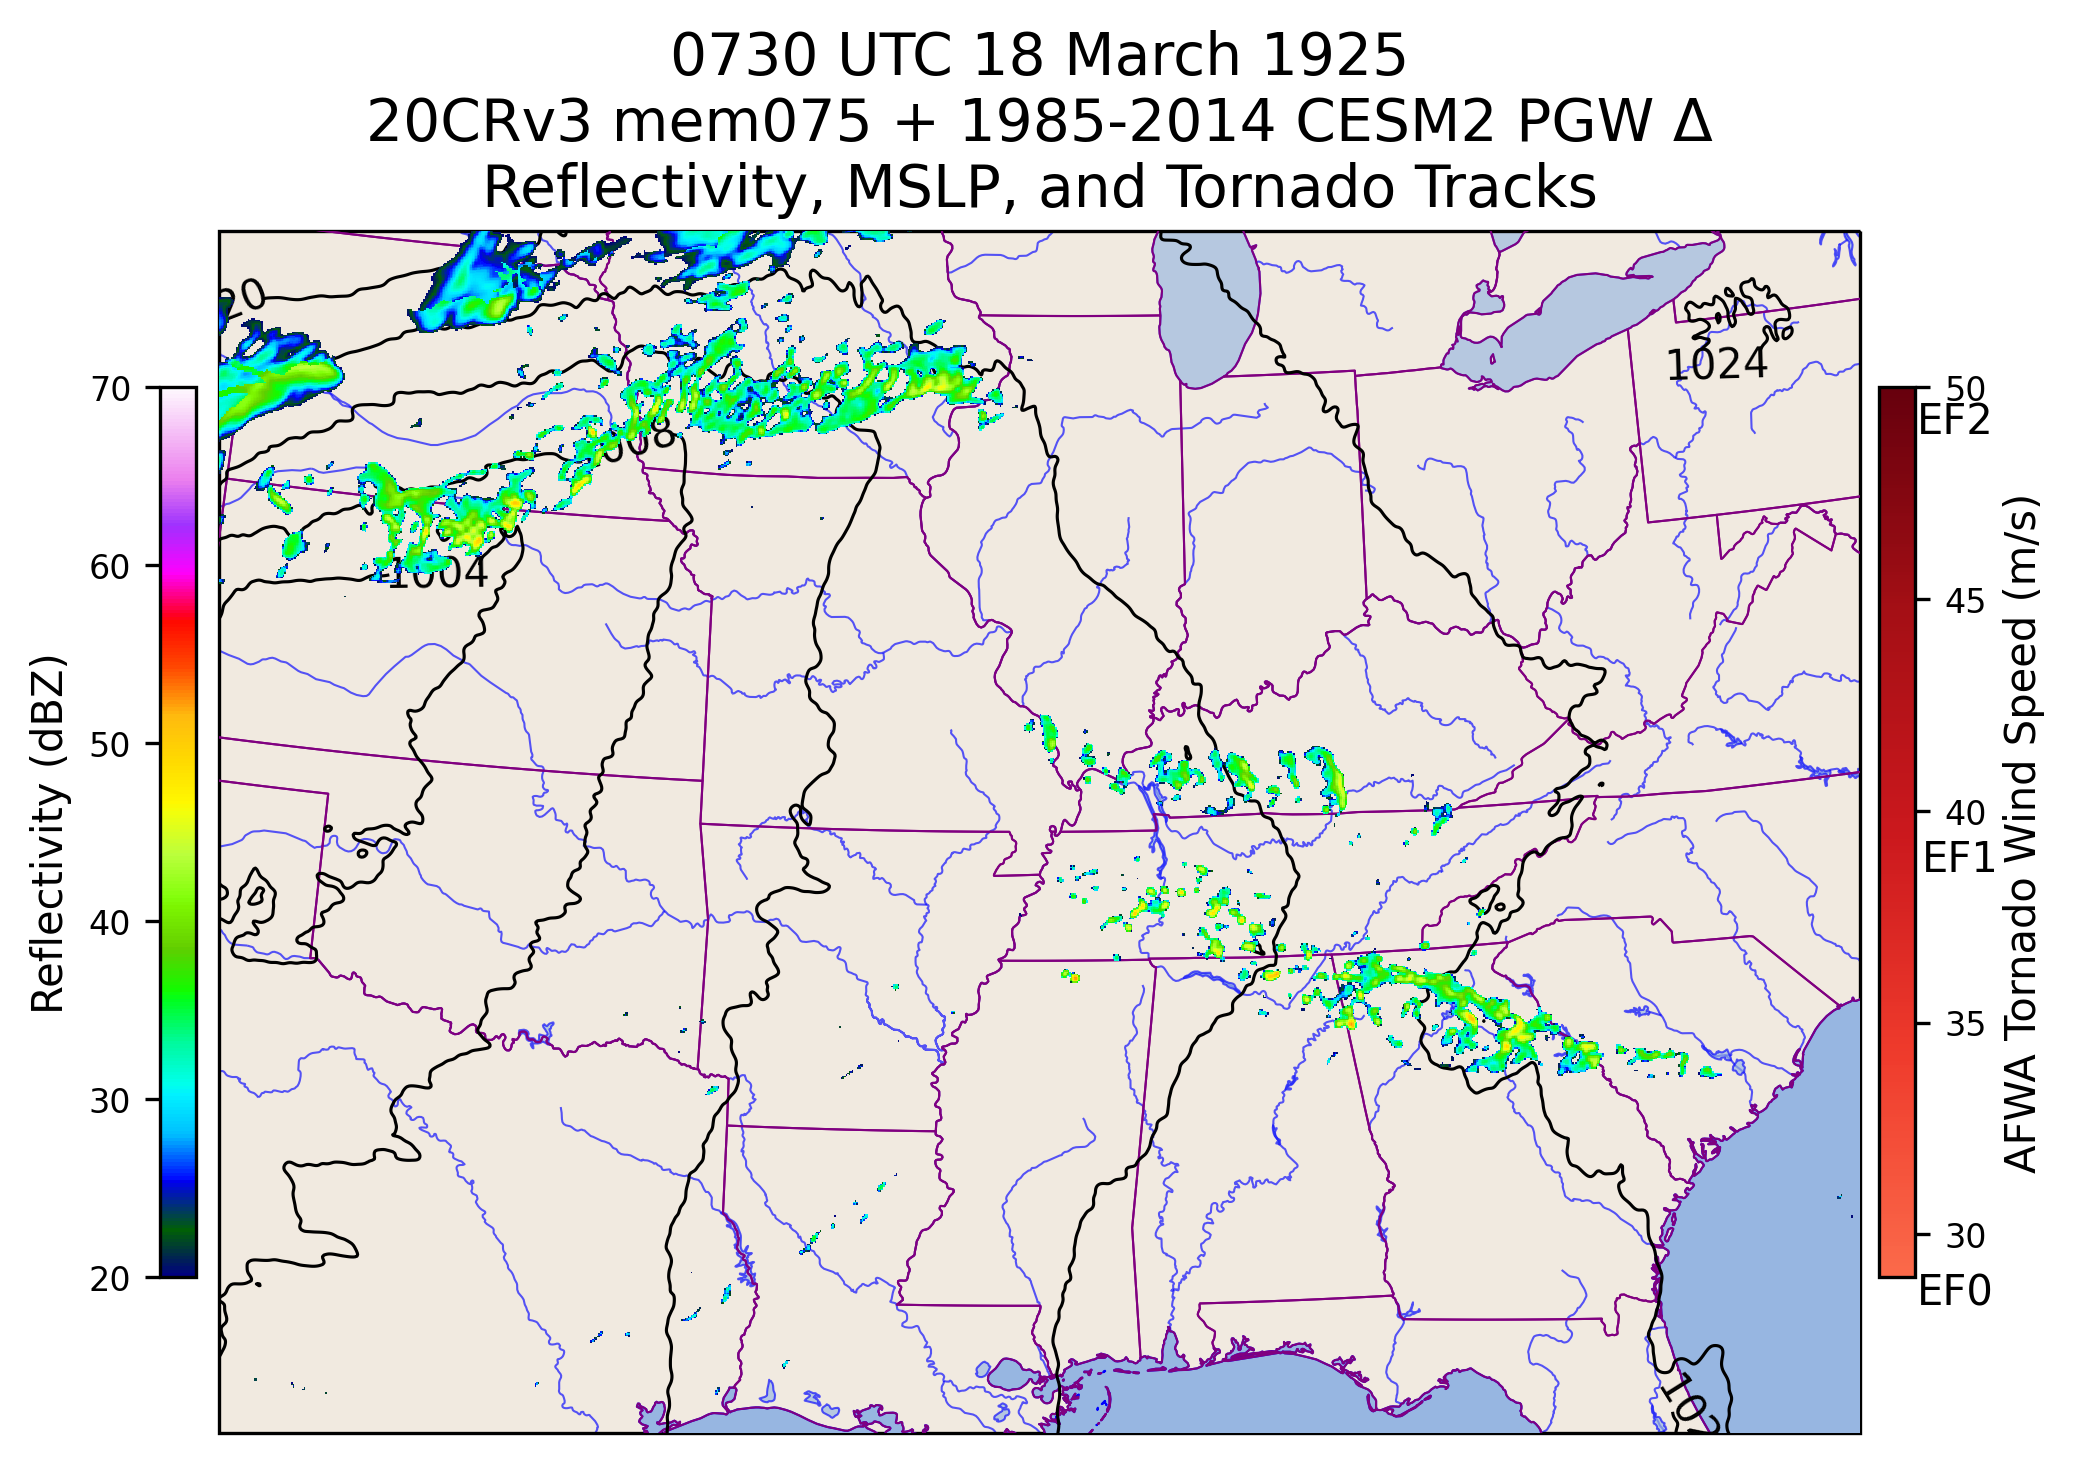 0730 UTC 18 March 1925
20CRv3 mem075 + 1985-2014 CESM2 PGW Δ
Reflectivity, MSLP, and Tornado Tracks
20
1024
1004
70
60
50
40
30
20
Reflectivity (dBZ)
50
EF2
45
40
EF1
35
30
EF0
AFWA Tornado Wind Speed (m/s)